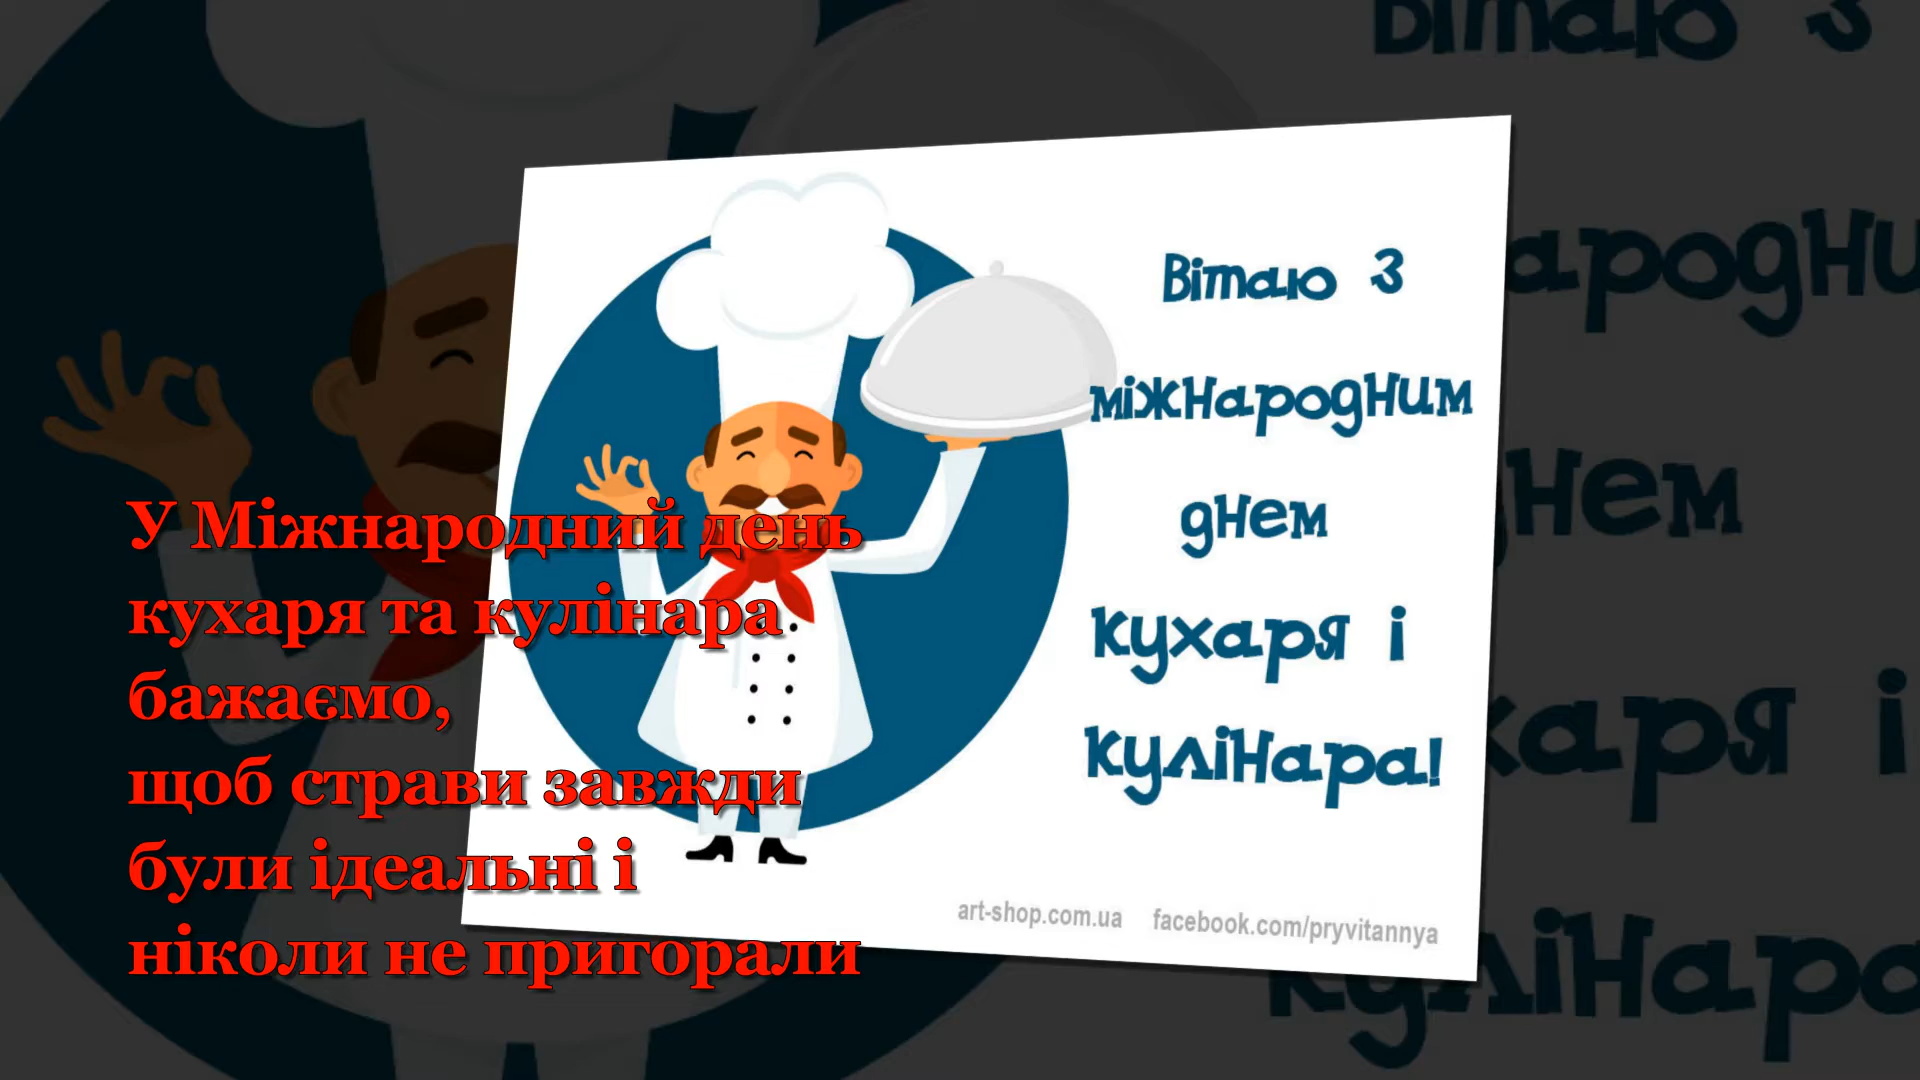 Вітаю з
міжнародним
днем
кухаря і
кулінара!
У Міжнародний день
кухаря та кулінара
бажаємо,
щоб страви завжди
були ідеальні і
ніколи не пригорали
art-shop.com.ua facebook.com/pryvitannya